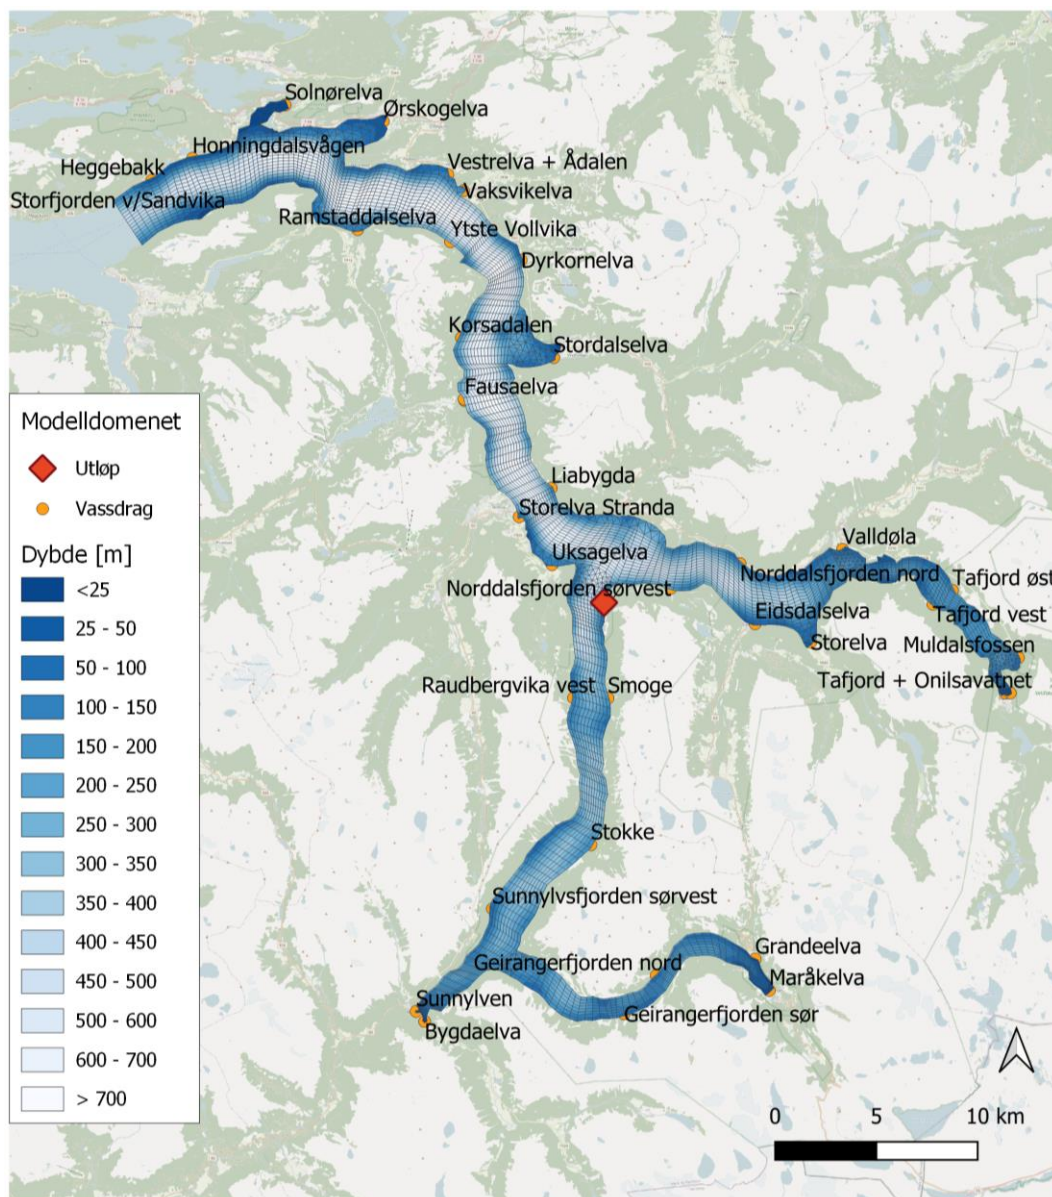 Solnørelva
Ørskogelva
Honningdalsvågen
Heggebakk
Vestrelva + Ådalen
Storfjorden v/Sandvika
Vaksvikelva
Ramstaddalselva
Ytste Vollvika
Dyrkornelva
Korsadalen
Stordalselva
Fausaelva
Liabygda
Storelva Stranda
Uksagelva
Valldøla
Norddalsfjorden nord
Tafjord øst
Norddalsfjorden sørvest
Eidsdalselva
Tafjord vest
Storelva
Muldalsfossen
Tafjord + Onilsavatnet
Raudbergvika vest
Smoge
Stokke
Sunnylvsfjorden sørvest
Grandeelva
Geirangerfjorden nord
Maråkelva
Sunnylven
Geirangerfjorden sør
Bygdaelva
Modelldomenet
Utløp
Vassdrag
Dybde [m]
<25
25 - 50
50 - 100
100 - 150
150 - 200
200 - 250
250 - 300
300 - 350
350 - 400
400 - 450
450 - 500
500 - 600
600 - 700
> 700
0 5 10 km